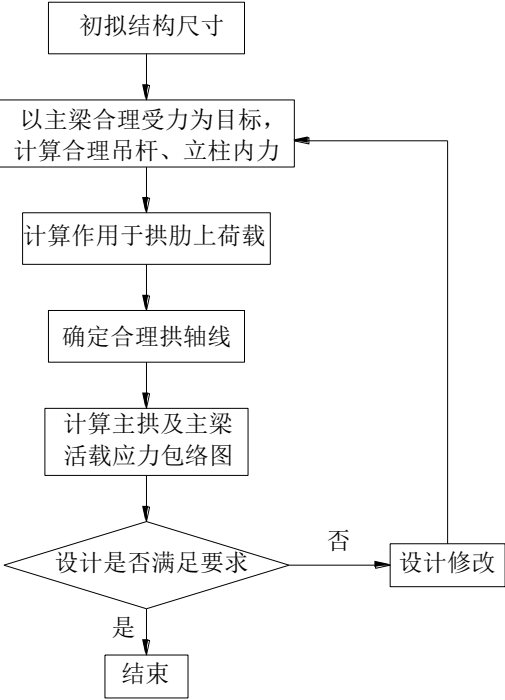 初拟结构尺寸
以主梁合理受力为目标，
计算合理吊杆、立柱内力
计算作用于拱肋上荷载
确定合理拱轴线
计算主拱及主梁
活载应力包络图
设计是否满足要求
否
设计修改
是
结束